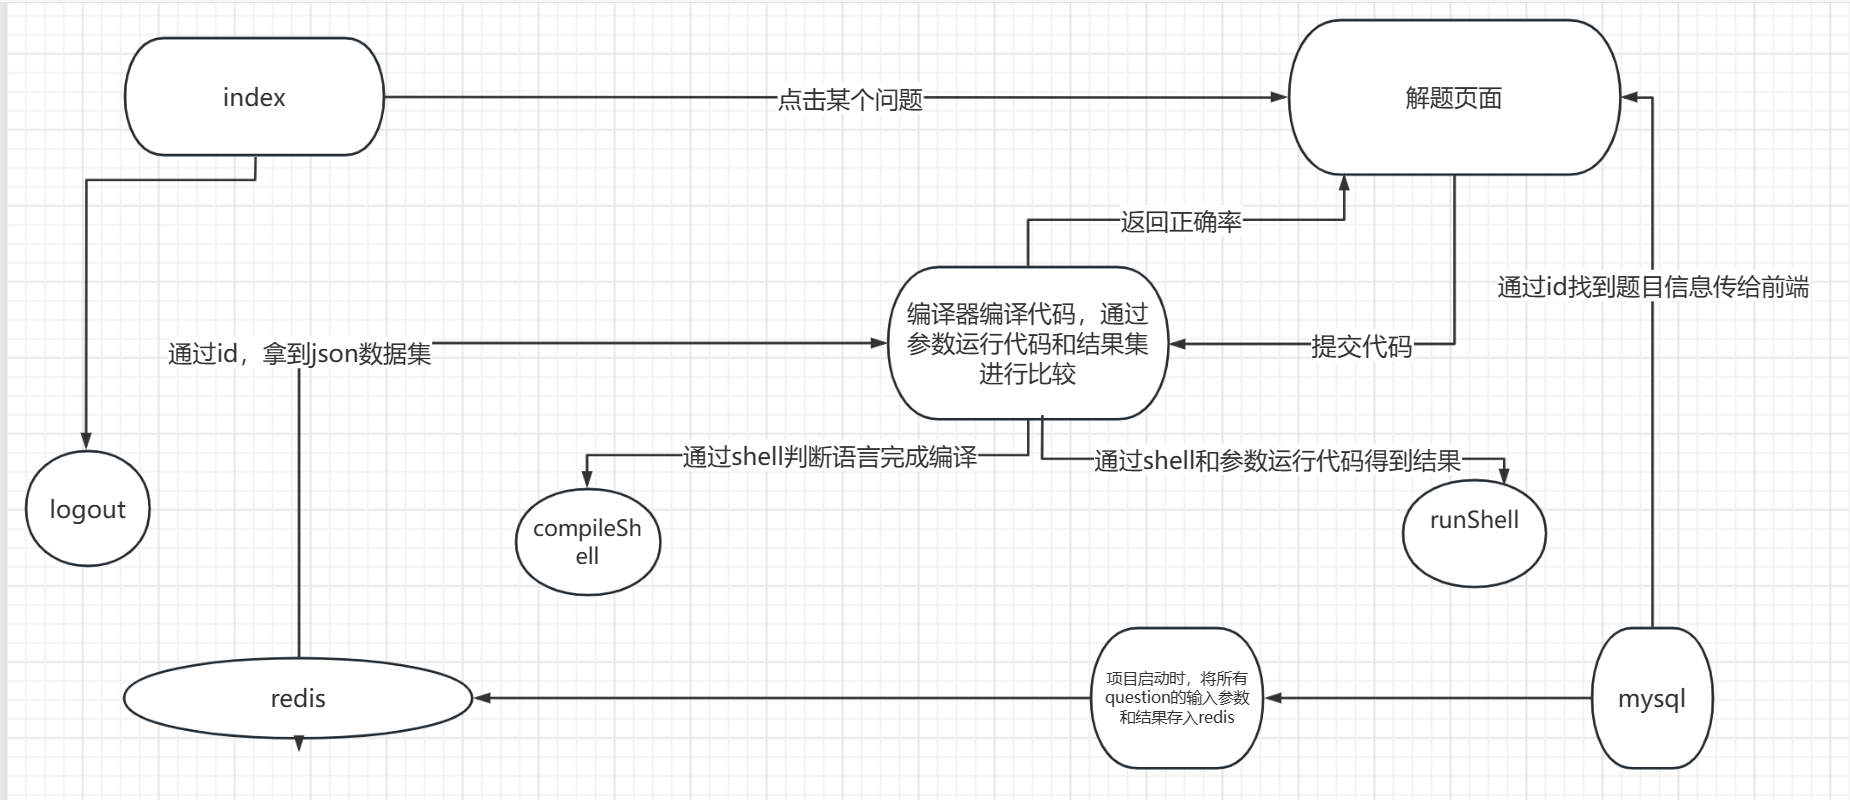 index
点击某个问题
解题页面
返回正确率
通过id找到题目信息传给前端
编译器编译代码，通过
参数运行代码和结果集
进行比较
通过id，拿到json数据集
提交代码
通过shell判断语言完成编译
通过shell和参数运行代码得到结果
logout
compileSh
ell
runShell
redis
项目启动时，将所有
question的输入参数
和结果存入redis
mysql